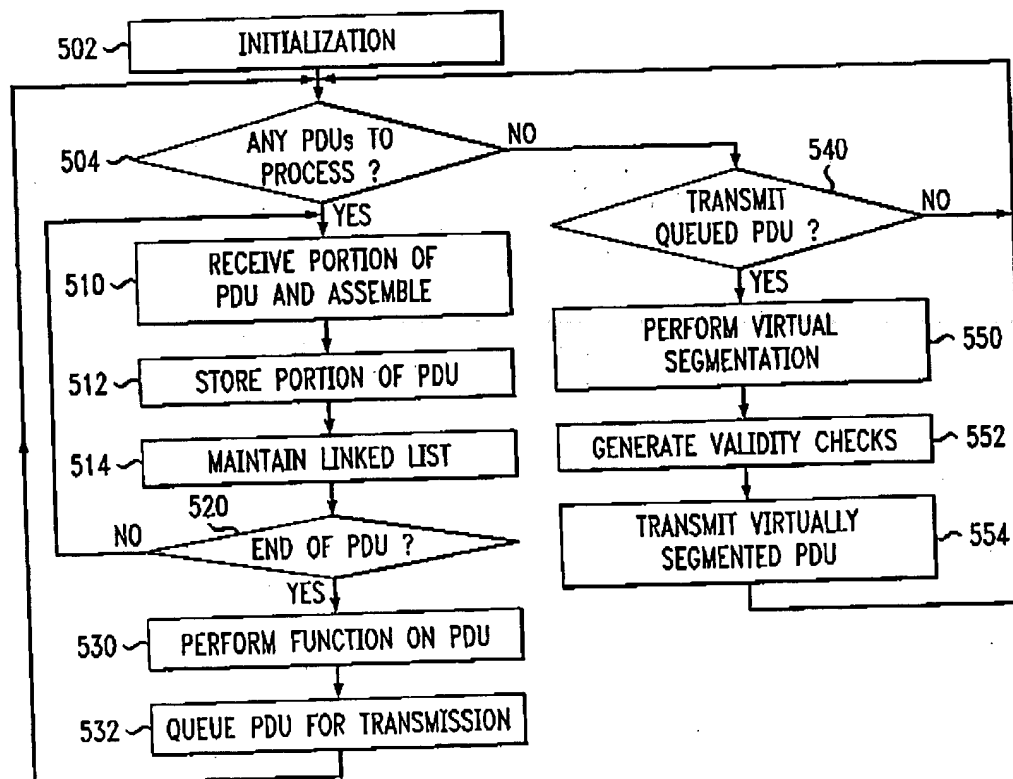 502
INITIALIZATION
504
ANY PDUs TO
PROCESS ?
NO
YES
510
RECEIVE PORTION OF
PDU AND ASSEMBLE
512
STORE PORTION OF PDU
514
MAINTAIN LINKED LIST
520
NO
END OF PDU ?
YES
530
PERFORM FUNCTION ON PDU
532
QUEUE PDU FOR TRANSMISSION
540
TRANSMIT
QUEUED PDU ?
NO
YES
PERFORM VIRTUAL
SEGMENTATION
550
GENERATE VALIDITY CHECKS
552
TRANSMIT VIRTUALLY
SEGMENTED PDU
554